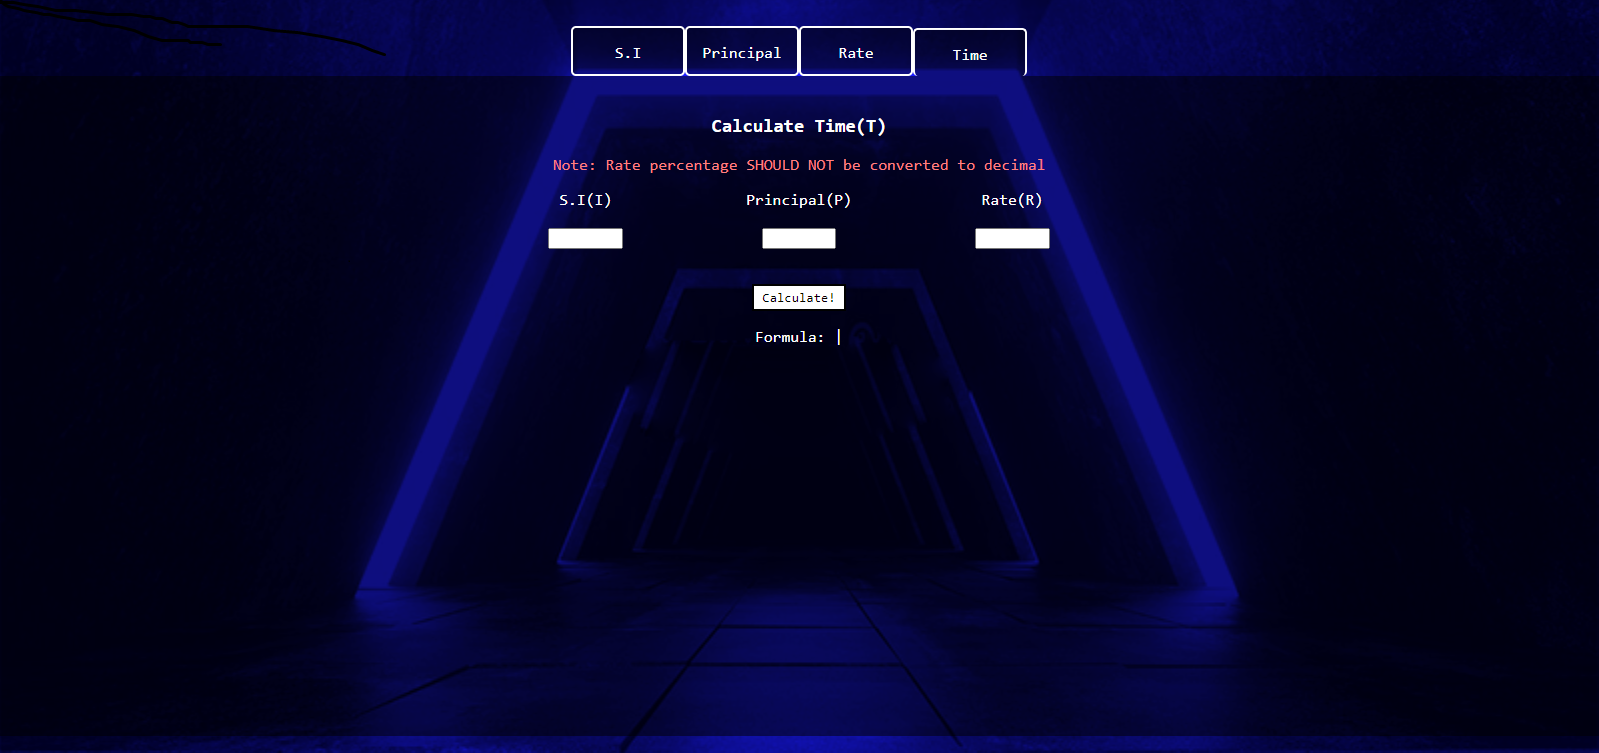 S.I Principal Rate Time
Calculate Time(T)
Note: Rate percentage SHOULD NOT be converted to decimal
S.I(I) Principal(P) Rate(R)
Calculate!
Formula: |